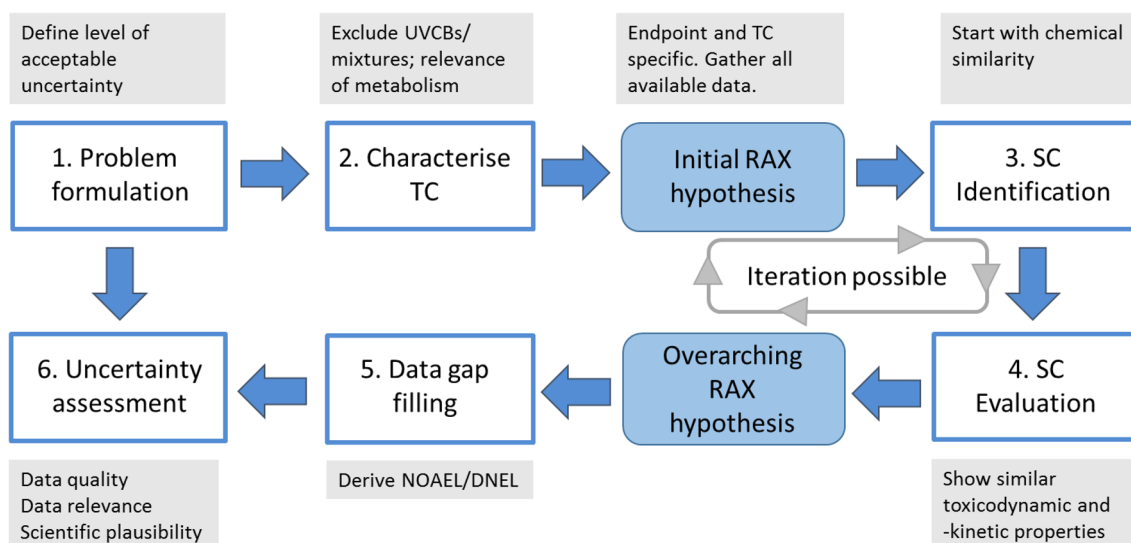 Define level of
acceptable
uncertainty
Exclude UVCBs/
mixtures; relevance
of metabolism
Endpoint and TC
specific. Gather all
available data.
Start with chemical
similarity
1. Problem
formulation
2. Characterise
TC
Initial RAX
hypothesis
3. SC
Identification
Iteration possible
6. Uncertainty
assessment
5. Data gap
filling
Overarching
RAX
hypothesis
4. SC
Evaluation
Data quality
Data relevance
Scientific plausibility
Derive NOAEL/DNEL
Show similar
toxicodynamic and
-kinetic properties